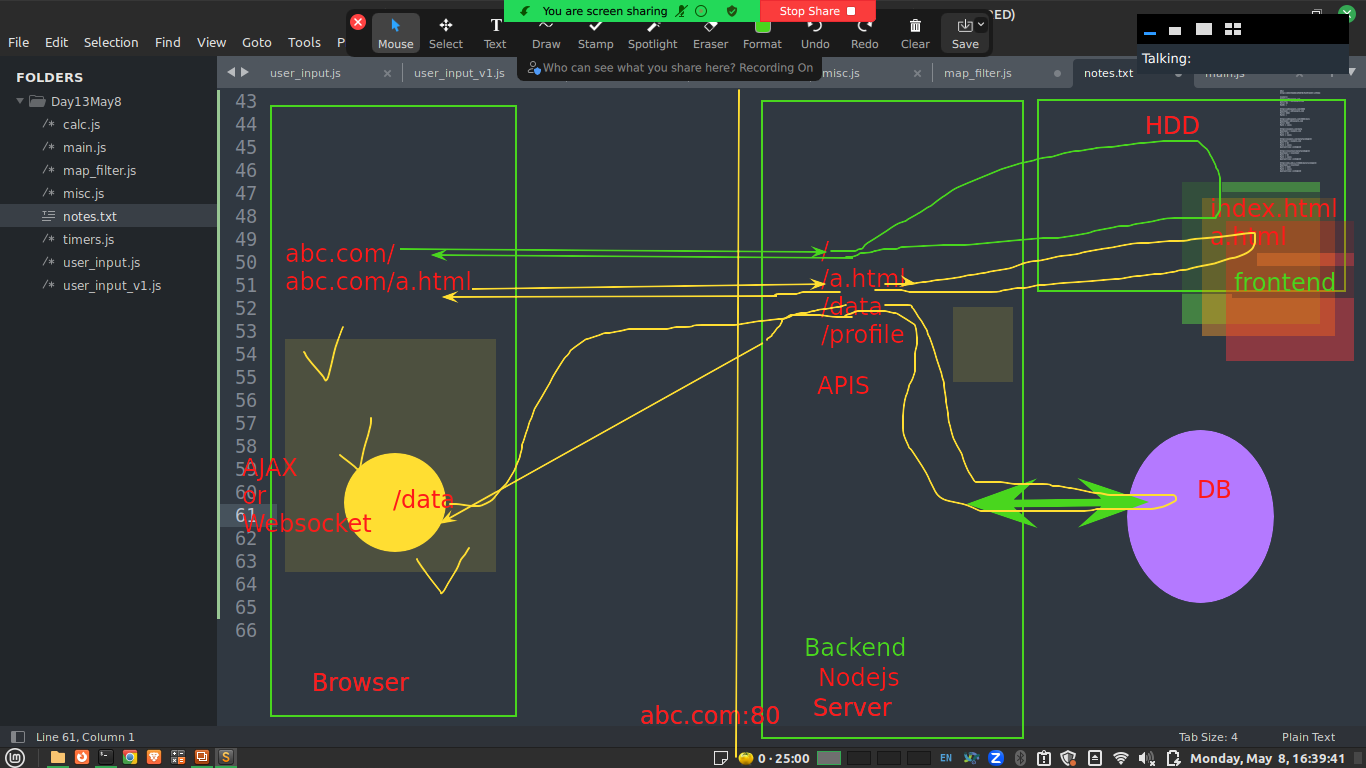 You are screen sharing
Stop Share
RED)
File Edit Selection Find View Goto Tools P
Mouse Select Text Draw Stamp Spotlight Eraser Format Undo Redo Clear Save
Who can see what you share here? Recording On
Talking:
FOLDERS
Day13May8
/* calc.js
/* main.js
/* map_filter.js
/* misc.js
notes.txt
/* timers.js
/* user_input.js
/* user_input_v1.js
user_input.js
user_input_v1.js
misc.js
map_filter.js
notes.txt
main.js
43
44
45
46
47
48
49
50
51
52
53
54
55
56
57
58
59
60
61
62
63
64
65
66
abc.com/
abc.com/a.html
AJAX
or
Websocket
/data
Browser
abc.com:80
/
/a.html
/data
/profile
APIS
Backend
Nodejs
Server
HDD
index.html
a.html
frontend
DB
Line 61, Column 1
Tab Size: 4
Plain Text
0 · 25:00
EN
Monday, May 8, 16:39:41